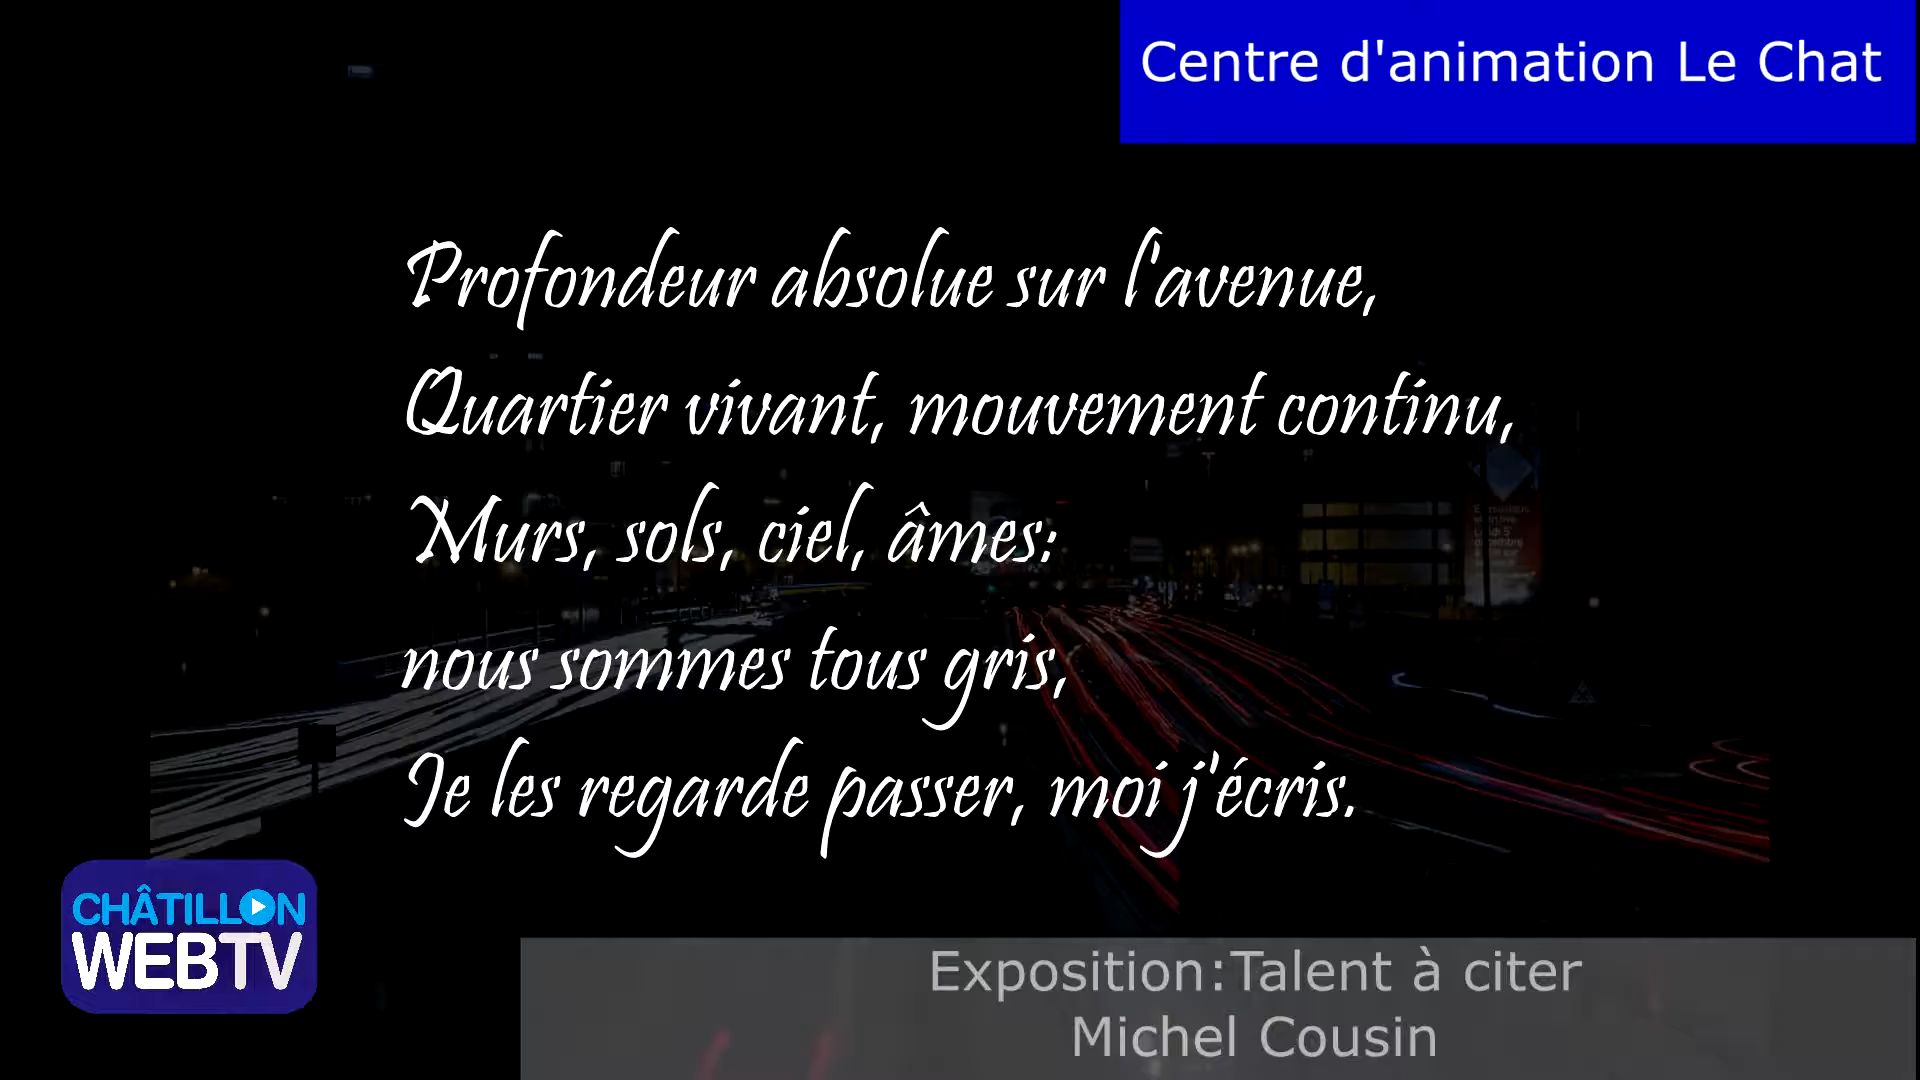 Centre d'animation Le Chat
Profondeur absolue sur l'avenue,
Quartier vivant, mouvement continu,
Murs, sols, ciel, âmes:
nous sommes tous gris,
Je les regarde passer, moi j'écris.
CHÂTILLON
WEBTV
Exposition:Talent à citer
Michel Cousin